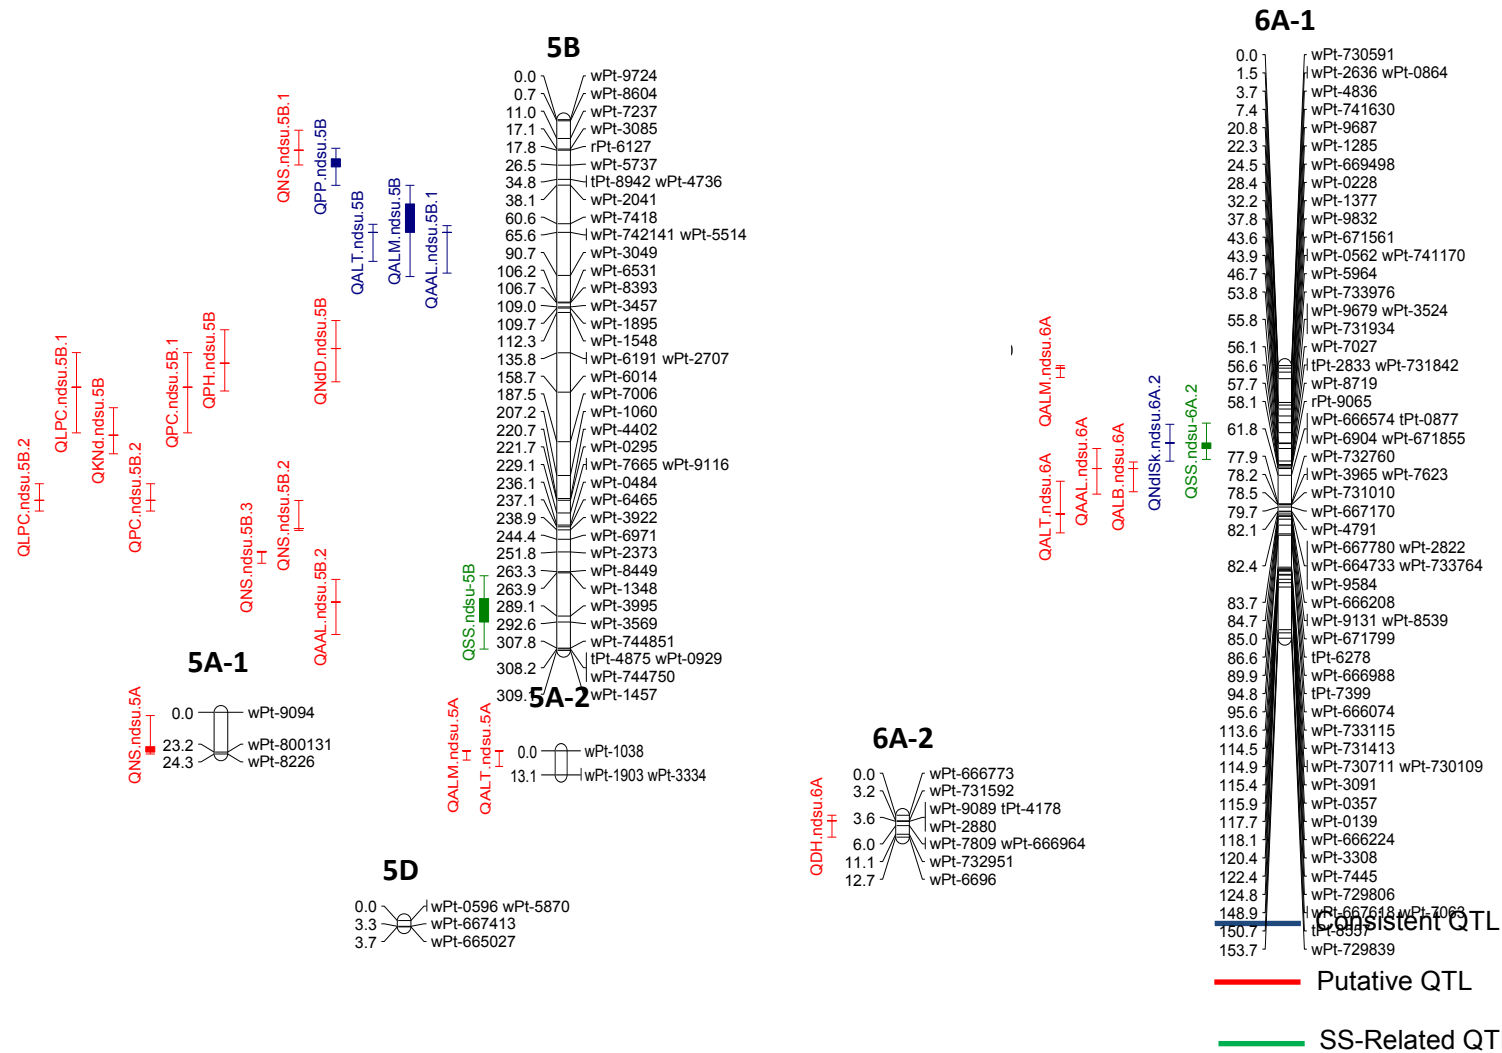 5B
0.0 wPt-9724
0.7 wPt-8604
11.0 wPt-7237
17.1 wPt-3085
17.8 rPt-6127
26.5 wPt-5737
34.8 tPt-8942 wPt-4736
38.1 wPt-2041
60.6 wPt-7418
65.6 wPt-742141 wPt-5514
90.7 wPt-3049
106.2 wPt-6531
106.7 wPt-8393
109.0 wPt-3457
109.7 wPt-1895
112.3 wPt-1548
135.8 wPt-6191 wPt-2707
158.7 wPt-6014
187.5 wPt-7006
207.2 wPt-1060
220.7 wPt-4402
221.7 wPt-0295
229.1 wPt-7665 wPt-9116
236.1 wPt-0484
237.1 wPt-6465
238.9 wPt-3922
244.4 wPt-6971
251.8 wPt-2373
263.3 wPt-8449
263.9 wPt-1348
289.1 wPt-3995
292.6 wPt-3569
307.8 wPt-744851
308.2 tPt-4875 wPt-0929
wPt-744750
309. wPt-1457
QNS.ndsu.5B.1
QPP.ndsu.5B
QALT.ndsu.5B
QALM.ndsu.5B
QAAL.ndsu.5B.1
QLPC.ndsu.5B.2
QLPC.ndsu.5B.1
QKNd.ndsu.5B
QPC.ndsu.5B.2
QPC.ndsu.5B.1
QPH.ndsu.5B
QNS.ndsu.5B.3
QNS.ndsu.5B.2
QNdD.ndsu.5B
QAAL.ndsu.5B.2
QSS.ndsu-5B
5A-1
QNS.ndsu.5A
0.0 wPt-9094
23.2 wPt-800131
24.3 wPt-8226
5A-2
QALM.ndsu.5A
QALT.ndsu.5A
0.0 wPt-1038
13.1 wPt-1903 wPt-3334
5D
0.0 wPt-0596 wPt-5870
3.3 wPt-667413
3.7 wPt-665027
6A-2
QDH.ndsu.6A
0.0 wPt-666773
3.2 wPt-731592
3.6 wPt-9089 tPt-4178
wPt-2880
6.0 wPt-7809 wPt-666964
11.1 wPt-732951
12.7 wPt-6696
)
6A-1
QALM.ndsu.6A
QALT.ndsu.6A
QAAL.ndsu.6A
QALB.ndsu.6A
QNdISk.ndsu.6A.2
QSS.ndsu-6A.2
0.0 wPt-730591
1.5 wPt-2636 wPt-0864
3.7 wPt-4836
7.4 wPt-741630
20.8 wPt-9687
22.3 wPt-1285
24.5 wPt-669498
28.4 wPt-0228
32.2 wPt-1377
37.8 wPt-9832
43.6 wPt-671561
43.9 wPt-0562 wPt-741170
46.7 wPt-5964
53.8 wPt-733976
55.8 wPt-9679 wPt-3524
wPt-731934
56.1 wPt-7027
56.6 tPt-2833 wPt-731842
57.7 wPt-8719
58.1 rPt-9065
61.8 wPt-666574 tPt-0877
wPt-6904 wPt-671855
77.9 wPt-732760
78.2 wPt-3965 wPt-7623
78.5 wPt-731010
79.7 wPt-667170
82.1 wPt-4791
wPt-667780 wPt-2822
82.4 wPt-664733 wPt-733764
wPt-9584
83.7 wPt-666208
84.7 wPt-9131 wPt-8539
85.0 wPt-671799
86.6 tPt-6278
89.9 wPt-666988
94.8 tPt-7399
95.6 wPt-666074
113.6 wPt-733115
114.5 wPt-731413
114.9 wPt-730711 wPt-730109
115.4 wPt-3091
115.9 wPt-0357
117.7 wPt-0139
118.1 wPt-666224
120.4 wPt-3308
122.4 wPt-7445
124.8 wPt-729806
148.9 wPt-667618 wPt-7063
150.7 tPt-8557
153.7 wPt-729839
Consistent QTL
Putative QTL
SS-Related QT